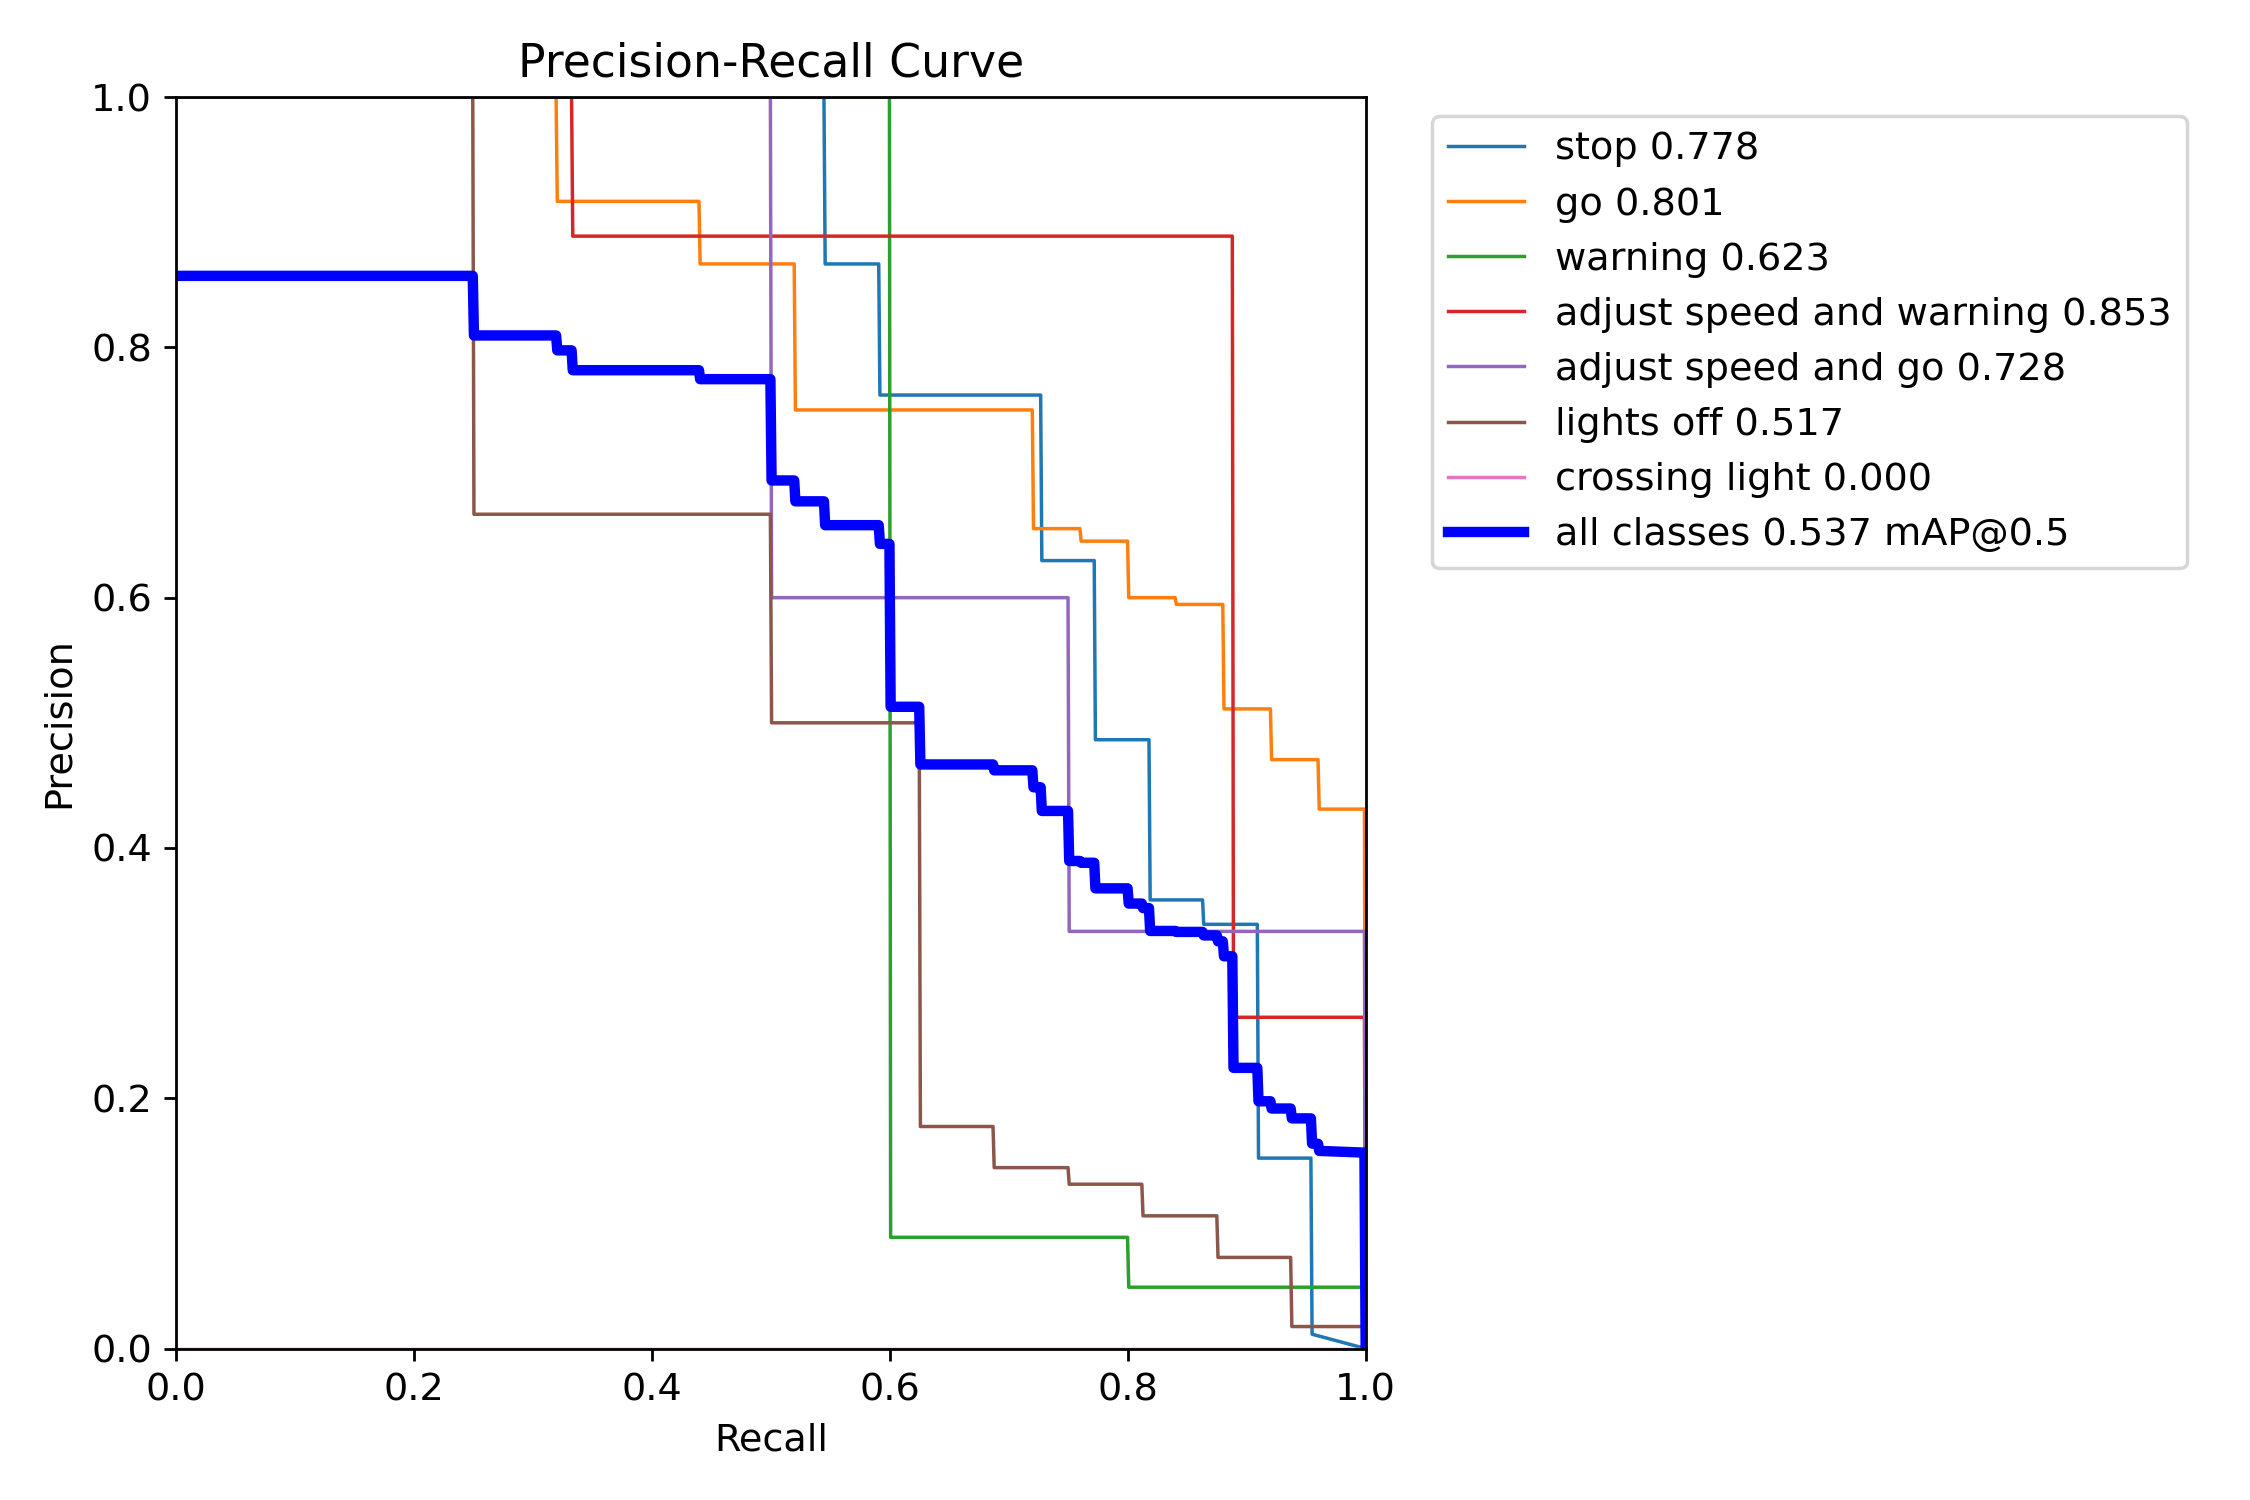 Precision-Recall Curve
1.0
0.8
0.6
0.4
0.2
0.0
Precision
0.0 0.2 0.4 0.6 0.8 1.0
Recall
stop 0.778
go 0.801
warning 0.623
adjust speed and warning 0.853
adjust speed and go 0.728
lights off 0.517
crossing light 0.000
all classes 0.537 mAP@0.5